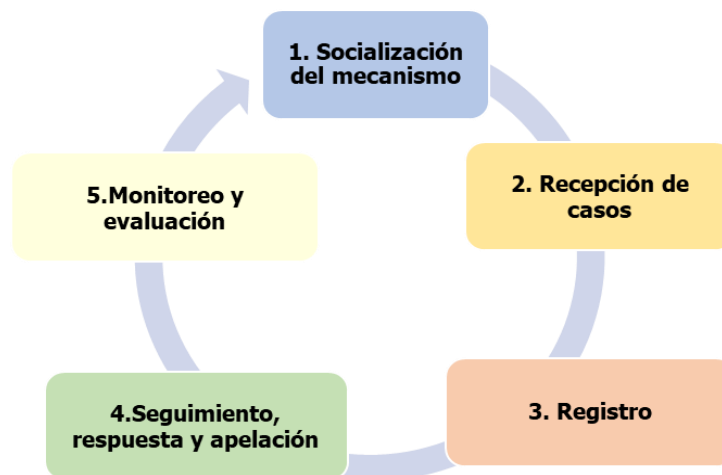 1. Socialización
del mecanismo
2. Recepción de
casos
3. Registro
4.Seguimiento,
respuesta y apelación
5.Monitoreo y
evaluación